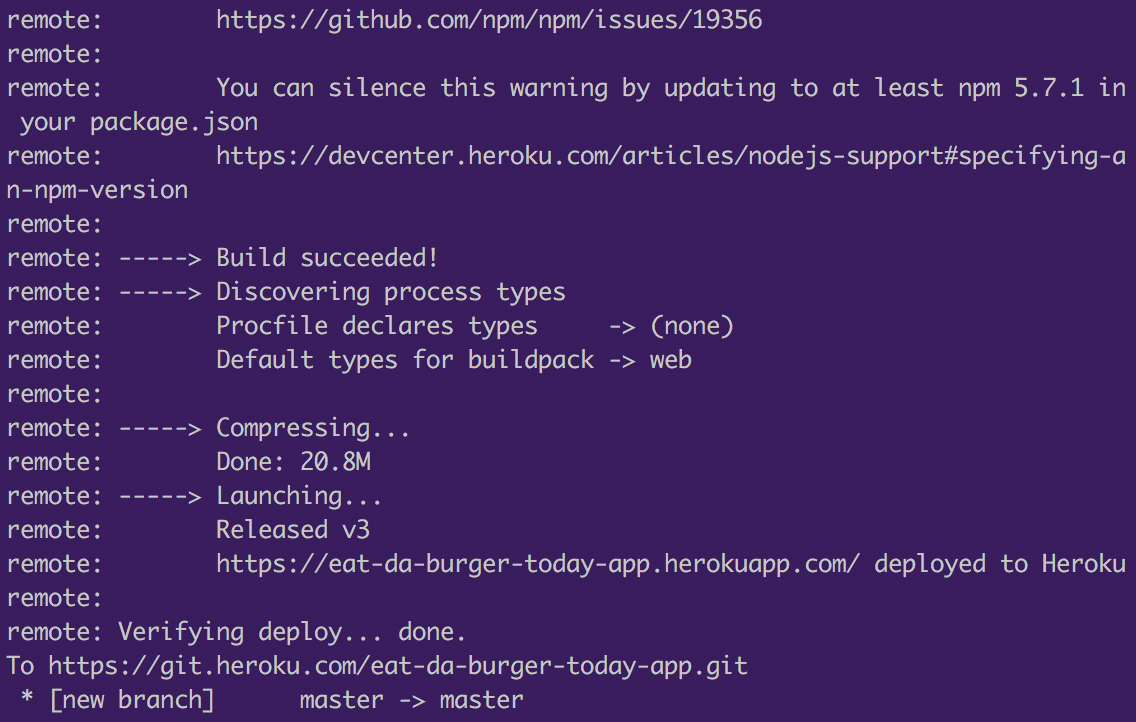 remote:        https://github.com/npm/npm/issues/19356
remote:
remote:        You can silence this warning by updating to at least npm 5.7.1 in
 your package.json
remote:        https://devcenter.heroku.com/articles/nodejs-support#specifying-a
n-npm-version
remote:
remote: -----> Build succeeded!
remote: -----> Discovering process types
remote:        Procfile declares types     -> (none)
remote:        Default types for buildpack -> web
remote:
remote: -----> Compressing...
remote:        Done: 20.8M
remote: -----> Launching...
remote:        Released v3
remote:        https://eat-da-burger-today-app.herokuapp.com/ deployed to Heroku
remote:
remote: Verifying deploy... done.
To https://git.heroku.com/eat-da-burger-today-app.git
 * [new branch]      master -> master